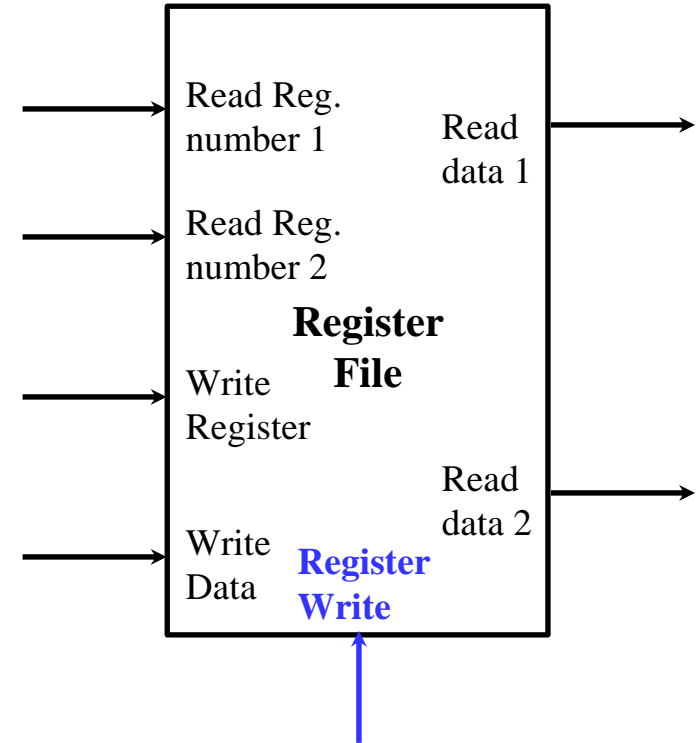 Read Reg.
number 1
Read
data 1
Read Reg.
number 2
Register
File
Write
Register
Read
data 2
Write
Data
Register
Write